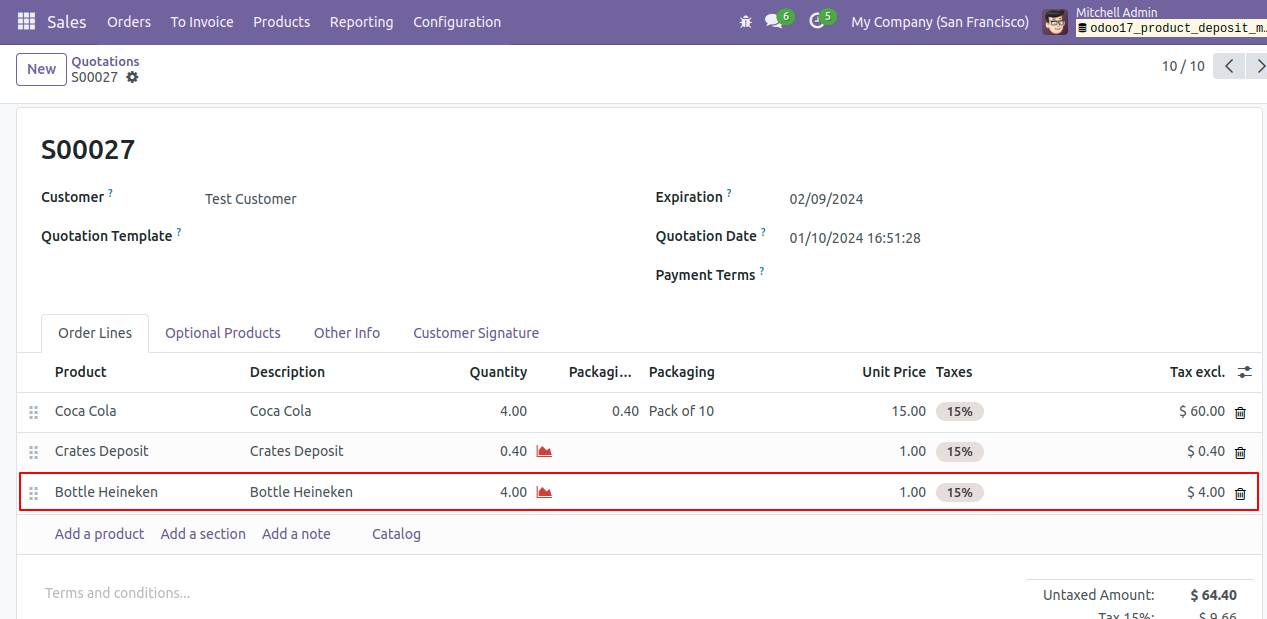 Sales Orders To Invoice Products Reporting Configuration 6 5 My Company (San Francisco) Mitchell Admin
odoo17_product_deposit_m...
New Quotations
S00027
10 / 10
S00027
Customer ? Test Customer Expiration ? 02/09/2024
Quotation Template ? Quotation Date ? 01/10/2024 16:51:28
Payment Terms ?
Order Lines Optional Products Other Info Customer Signature
Product Description Quantity Packagi... Packaging Unit Price Taxes Tax excl.
Coca Cola Coca Cola 4.00 0.40 Pack of 10 15.00 15% $ 60.00
Crates Deposit Crates Deposit 0.40 1.00 15% $ 0.40
Bottle Heineken Bottle Heineken 4.00 1.00 15% $ 4.00
Add a product Add a section Add a note Catalog
Terms and conditions...
Untaxed Amount: $ 64.40
Tax 15%: $ 9.66